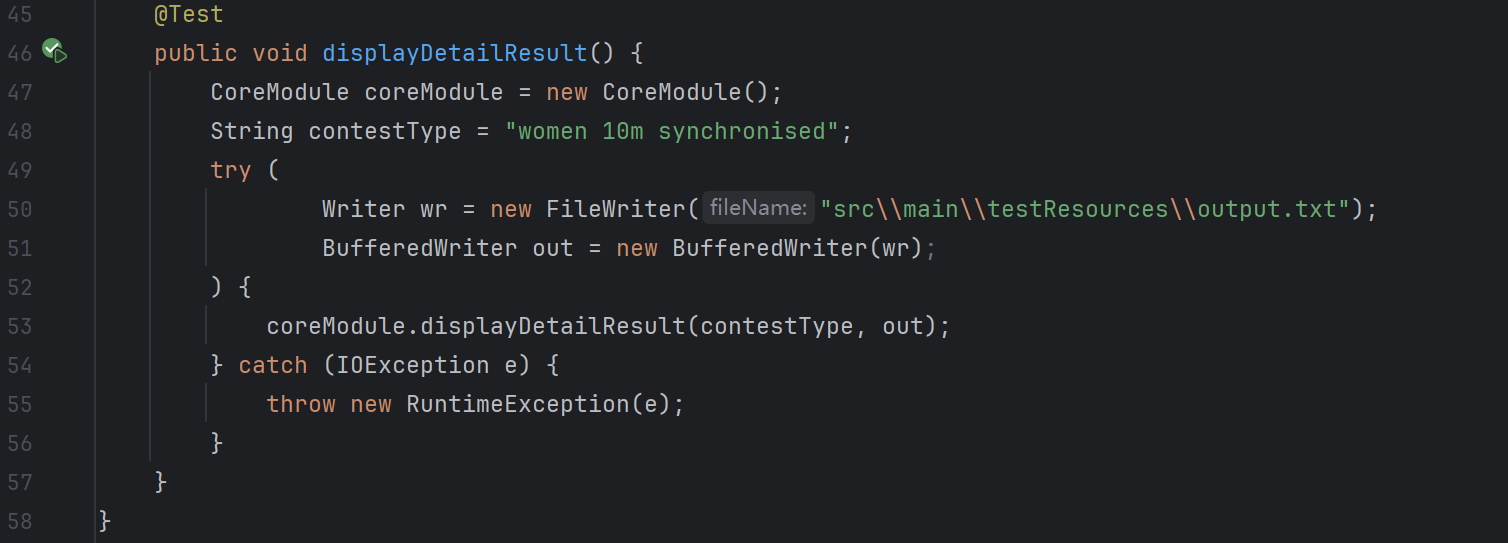 45 @Test
46 public void displayDetailResult() {
47 CoreModule coreModule = new CoreModule();
48 String contestType = "women 10m synchronised";
49 try (
50 Writer wr = new FileWriter( fileName: "src\\main\\testResources\\output.txt");
51 BufferedWriter out = new BufferedWriter(wr);
52 ) {
53 coreModule.displayDetailResult(contestType, out);
54 } catch (IOException e) {
55 throw new RuntimeException(e);
56 }
57 }
58 }